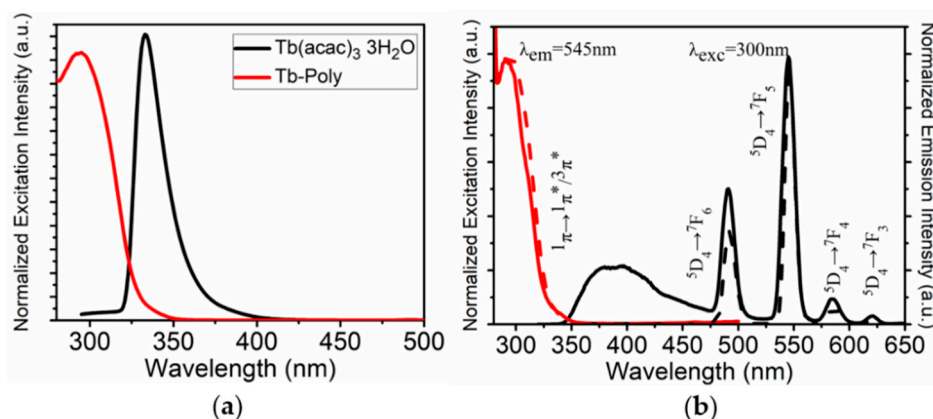 Normalized Excitation Intensity (a.u.)
Tb(acac)₃ 3H₂O
Tb-Poly
300 350 400 450 500
Wavelength (nm)
(a)
Normalized Excitation Intensity (a.u.)
λem=545nm
λexc=300nm
¹π→¹π*/³π*
⁵D₄→⁷F₆
⁵D₄→⁷F₅
⁵D₄→⁷F₄
⁵D₄→⁷F₃
Normalized Emission Intensity (a.u.)
300 350 400 450 500 550 600 650
Wavelength (nm)
(b)